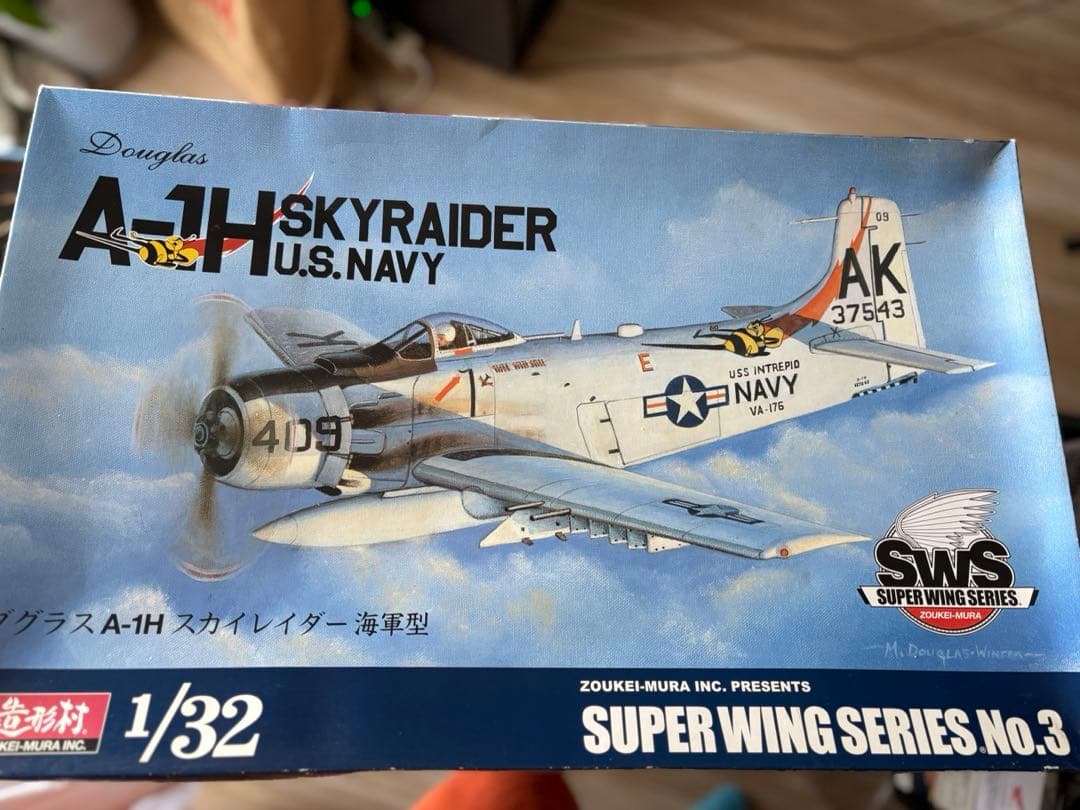 Douglas
A-1H SKYRAIDER
U.S. NAVY
09
AK
37543
E
USS INTREPID
NAVY
VA-176
409
SWS
SUPER WING SERIES
ZOUKEI-MURA
グラス A-1H スカイレイダー 海軍型
M. DOUGLAS-WINTER
造形村
KEI-MURA INC.
1/32
ZOUKEI-MURA INC. PRESENTS
SUPER WING SERIES No.3